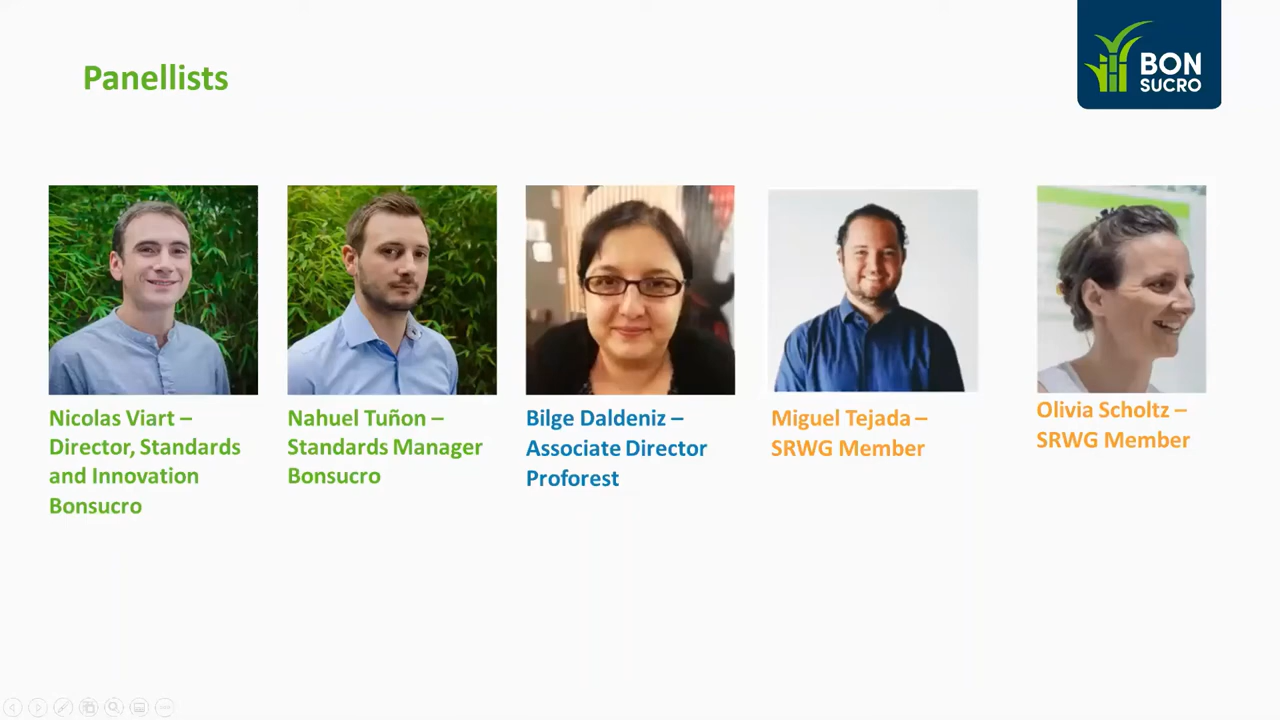 Panellists
BON
SUCRO
Nicolas Viart –
Director, Standards
and Innovation
Bonsucro
Nahuel Tuñon –
Standards Manager
Bonsucro
Bilge Daldeniz –
Associate Director
Proforest
Miguel Tejada –
SRWG Member
Olivia Scholtz –
SRWG Member